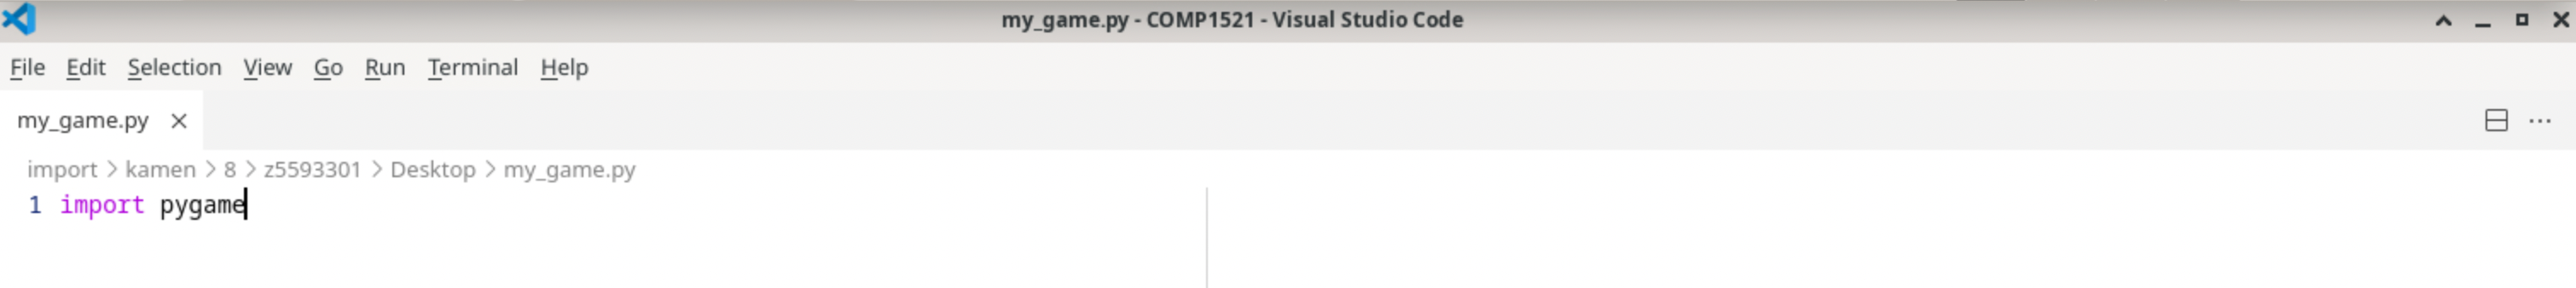 my_game.py - COMP1521 - Visual Studio Code
File Edit Selection View Go Run Terminal Help
my_game.py
import > kamen > 8 > z5593301 > Desktop > my_game.py
1 import pygame